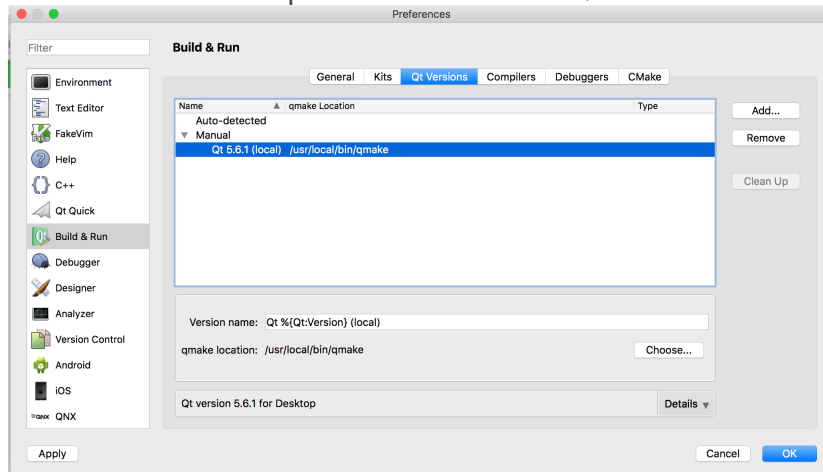 Preferences
Filter
Build & Run
Environment
Text Editor
FakeVim
Help
C++
Qt Quick
Build & Run
Debugger
Designer
Analyzer
Version Control
Android
iOS
QNX QNX
General Kits Qt Versions Compilers Debuggers CMake
Name qmake Location Type
Auto-detected
Manual
Qt 5.6.1 (local) /usr/local/bin/qmake
Add...
Remove
Clean Up
Version name: Qt %{Qt:Version} (local)
qmake location: /usr/local/bin/qmake Choose...
Qt version 5.6.1 for Desktop Details
Apply Cancel OK